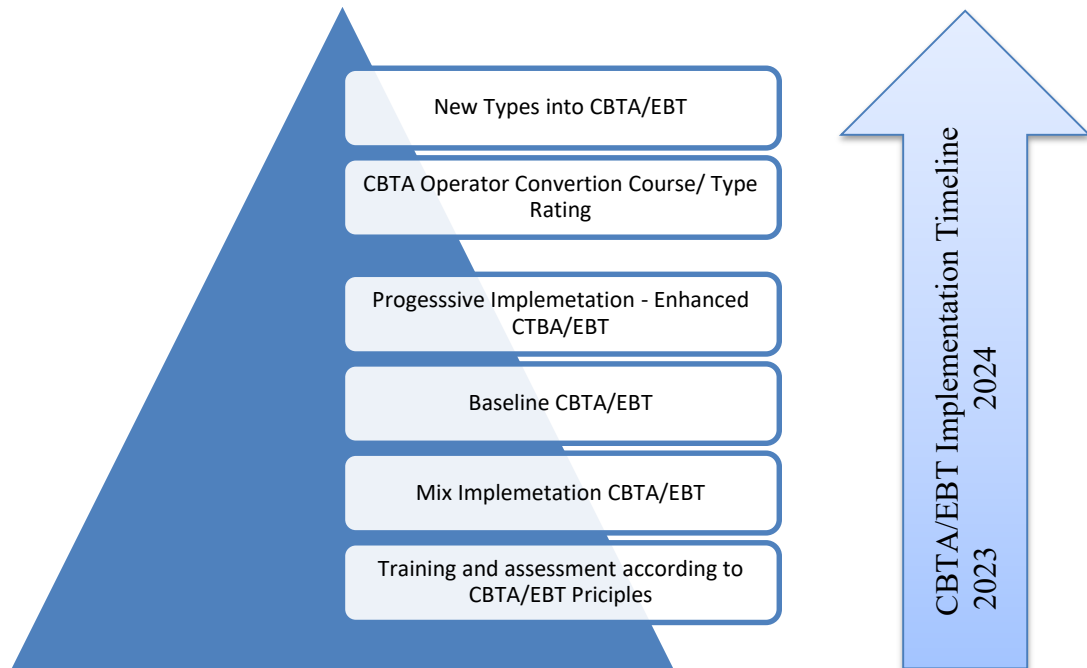 New Types into CBTA/EBT
CBTA Operator Convertion Course/ Type
Rating
Progesssive Implemetation - Enhanced
CTBA/EBT
Baseline CBTA/EBT
Mix Implemetation CBTA/EBT
Training and assessment according to
CBTA/EBT Priciples
CBTA/EBT Implementation Timeline
2023 2024